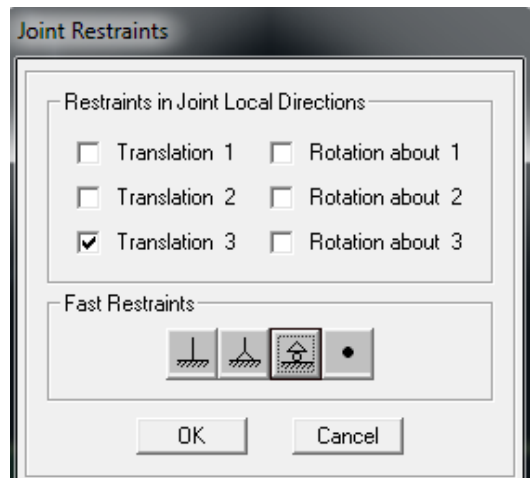 Joint Restraints
Restraints in Joint Local Directions
Translation 1 Rotation about 1
Translation 2 Rotation about 2
Translation 3 Rotation about 3
Fast Restraints
OK Cancel